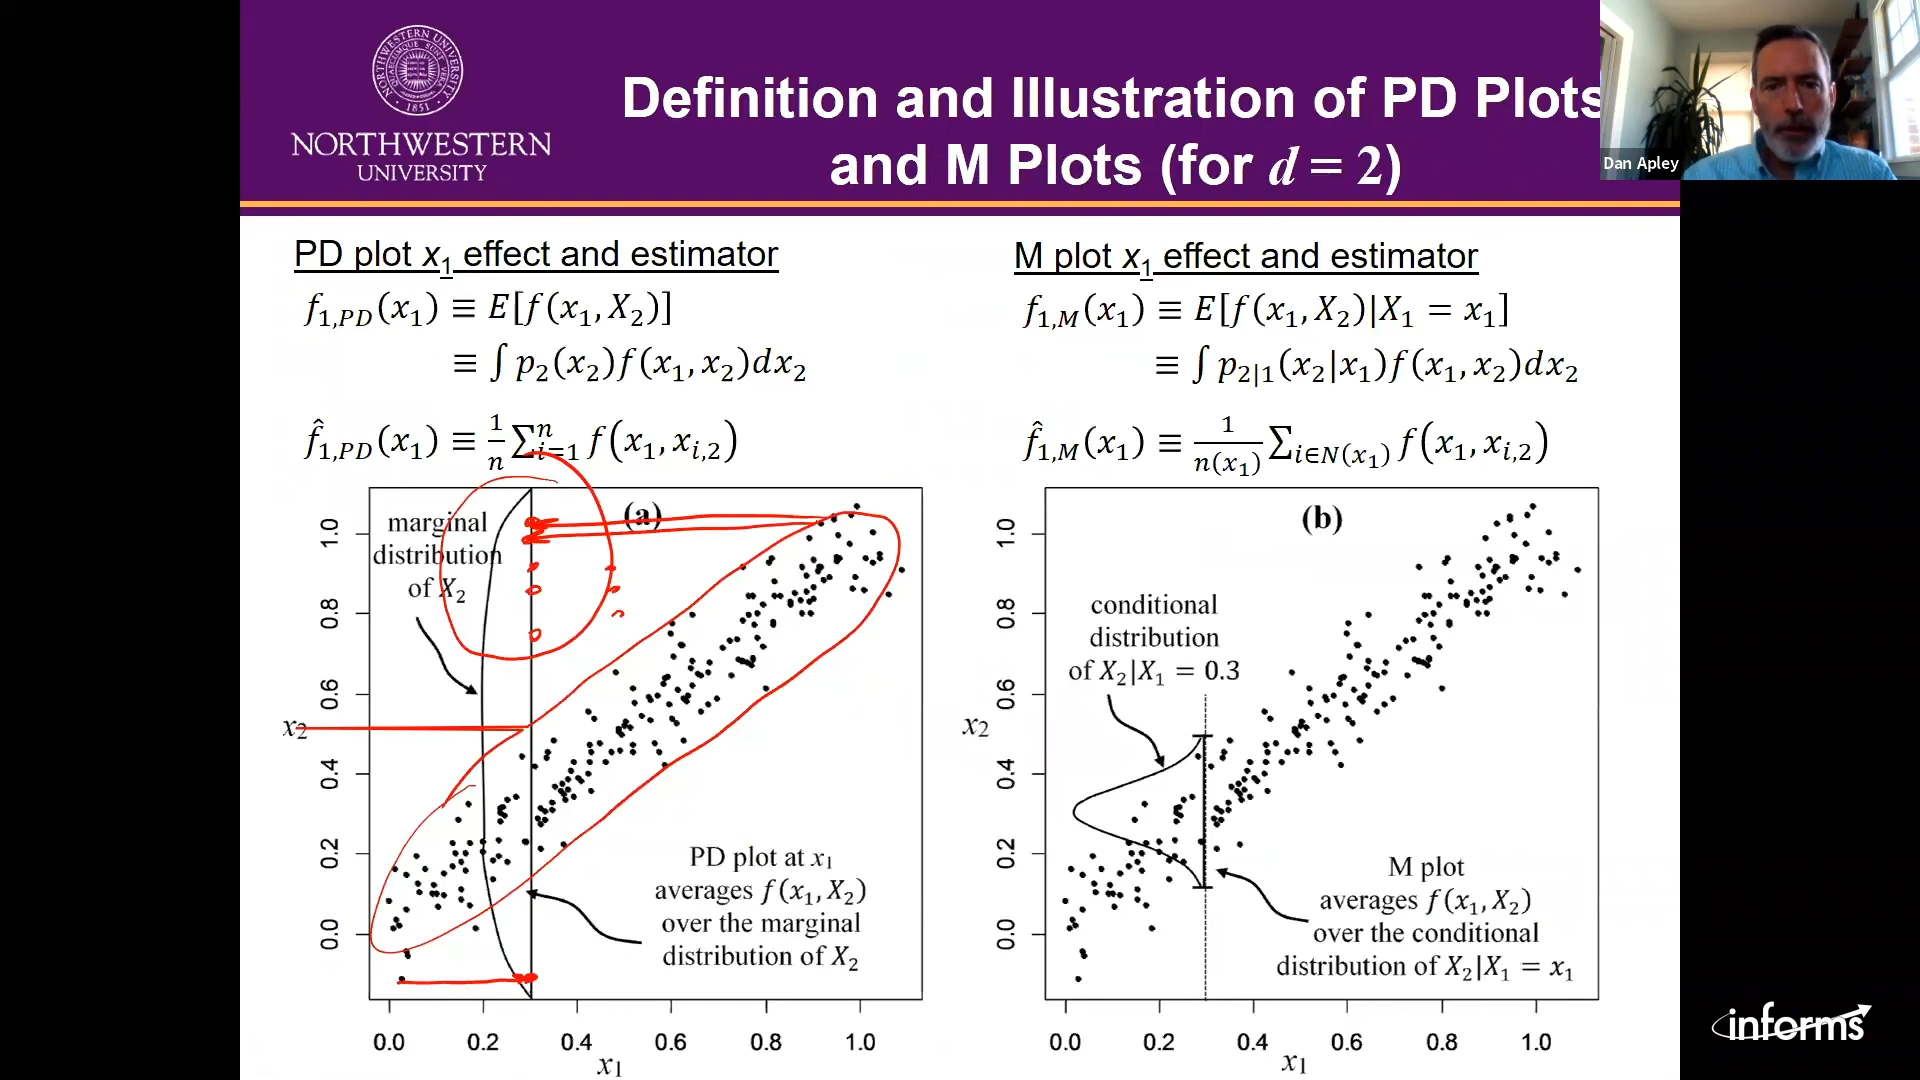 NORTHWESTERN UNIVERSITY
1851
NORTHWESTERN
UNIVERSITY
Definition and Illustration of PD Plots
and M Plots (for d = 2)
Dan Apley
PD plot x₁ effect and estimator
f₁,PD(x₁) ≡ E[f(x₁, X₂)]
≡ ∫ p₂(x₂)f(x₁, x₂)dx₂
f̂₁,PD(x₁) ≡ 1/n ∑ⁿᵢ₌₁ f(x₁, xᵢ,₂)
M plot x₁ effect and estimator
f₁,M(x₁) ≡ E[f(x₁, X₂)|X₁ = x₁]
≡ ∫ p₂|₁(x₂|x₁)f(x₁, x₂)dx₂
f̂₁,M(x₁) ≡ 1/n(x₁) ∑i∈N(x₁) f(x₁, xᵢ,₂)
(a)
marginal
distribution
of X₂
PD plot at x₁
averages f(x₁, X₂)
over the marginal
distribution of X₂
x₂
1.0
0.8
0.6
0.4
0.2
0.0
0.0 0.2 0.4 0.6 0.8 1.0
x₁
(b)
conditional
distribution
of X₂|X₁ = 0.3
M plot
averages f(x₁, X₂)
over the conditional
distribution of X₂|X₁ = x₁
x₂
1.0
0.8
0.6
0.4
0.2
0.0
0.0 0.2 0.4 0.6 0.8 1.0
x₁
informs